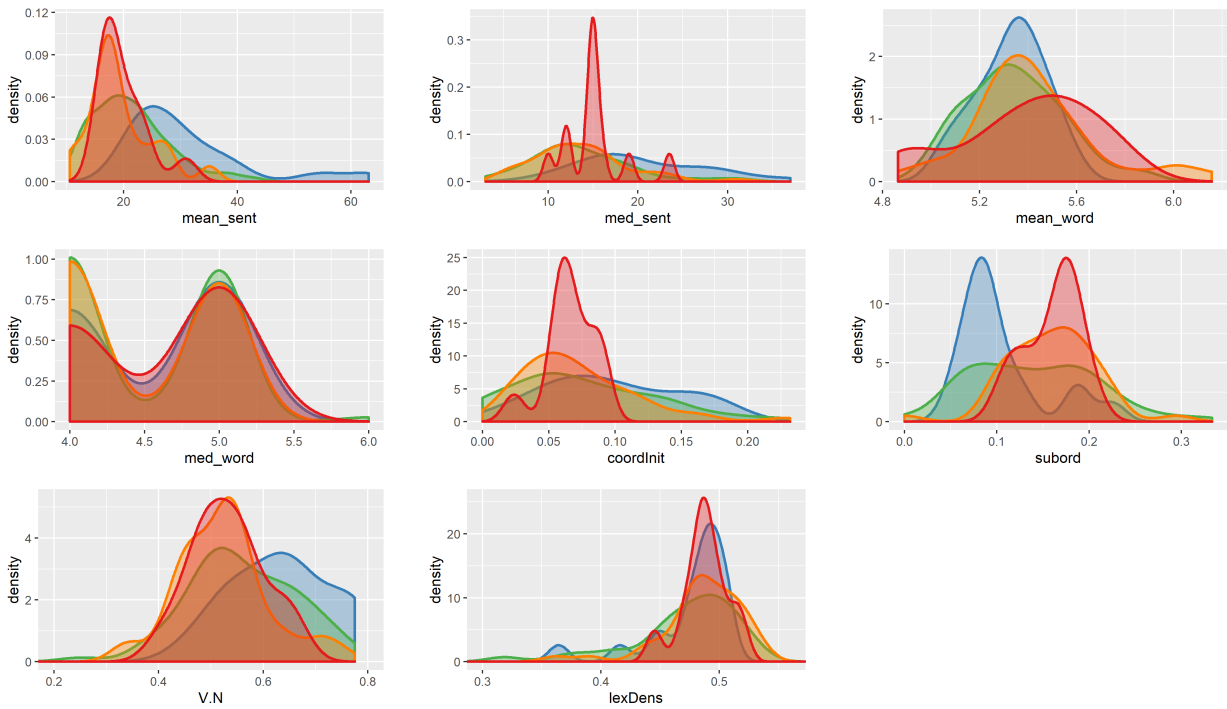 0.12
0.09
0.06
0.03
0.00
density
20 40 60
mean_sent
0.3
0.2
0.1
0.0
density
10 20 30
med_sent
2
1
0
density
4.8 5.2 5.6 6.0
mean_word
1.00
0.75
0.50
0.25
0.00
density
4.0 4.5 5.0 5.5 6.0
med_word
25
20
15
10
5
0
density
0.00 0.05 0.10 0.15 0.20
coordInit
10
5
0
density
0.0 0.1 0.2 0.3
subord
4
2
0
density
0.2 0.4 0.6 0.8
V.N
20
10
0
density
0.3 0.4 0.5
lexDens